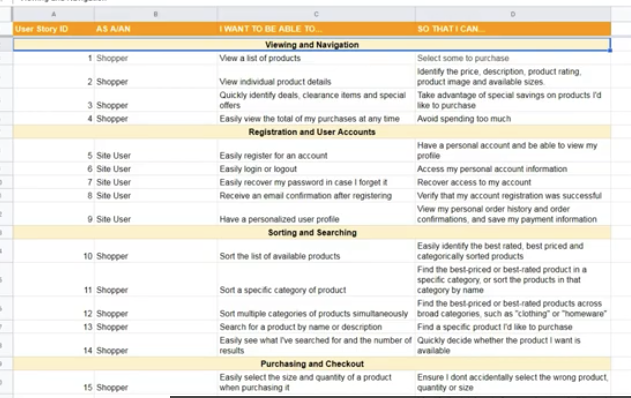 A B C D
User Story ID AS A/AN I WANT TO BE ABLE TO... SO THAT I CAN...
Viewing and Navigation
1 Shopper View a list of products Select some to purchase
2 Shopper View individual product details Identify the price, description, product rating,
product image and available sizes.
3 Shopper Quickly identify deals, clearance items and special
offers Take advantage of special savings on products I'd
like to purchase
4 Shopper Easily view the total of my purchases at any time Avoid spending too much
Registration and User Accounts
5 Site User Easily register for an account Have a personal account and be able to view my
profile
6 Site User Easily login or logout Access my personal account information
7 Site User Easily recover my password in case I forget it Recover access to my account
8 Site User Receive an email confirmation after registering Verify that my account registration was successful
9 Site User Have a personalized user profile View my personal order history and order
confirmations, and save my payment information
Sorting and Searching
10 Shopper Sort the list of available products Easily identify the best rated, best priced and
categorically sorted products
11 Shopper Sort a specific category of product Find the best-priced or best-rated product in a
specific category, or sort the products in that
category by name
12 Shopper Sort multiple categories of products simultaneously Find the best-priced or best-rated products across
broad categories, such as "clothing" or "homeware"
13 Shopper Search for a product by name or description Find a specific product I'd like to purchase
14 Shopper Easily see what I've searched for and the number of
results Quickly decide whether the product I want is
available
Purchasing and Checkout
15 Shopper Easily select the size and quantity of a product
when purchasing it Ensure I dont accidentally select the wrong product,
quantity or size